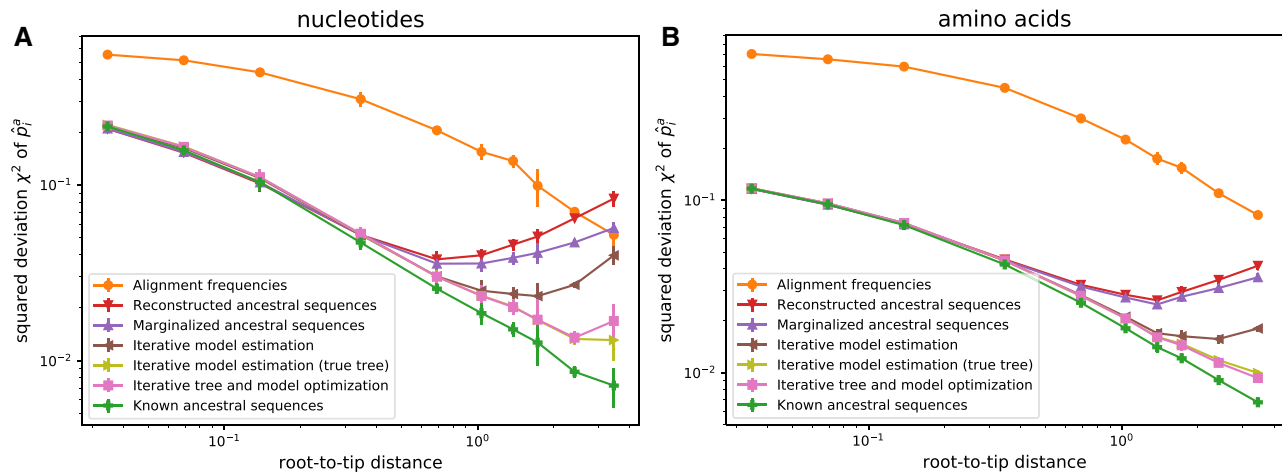 nucleotides
A
squared deviation χ² of p̂ᵢᵃ
10⁻¹
10⁻²
Alignment frequencies
Reconstructed ancestral sequences
Marginalized ancestral sequences
Iterative model estimation
Iterative model estimation (true tree)
Iterative tree and model optimization
Known ancestral sequences
10⁻¹
10⁰
root-to-tip distance
amino acids
B
squared deviation χ² of p̂ᵢᵃ
10⁻¹
10⁻²
Alignment frequencies
Reconstructed ancestral sequences
Marginalized ancestral sequences
Iterative model estimation
Iterative model estimation (true tree)
Iterative tree and model optimization
Known ancestral sequences
10⁻¹
10⁰
root-to-tip distance